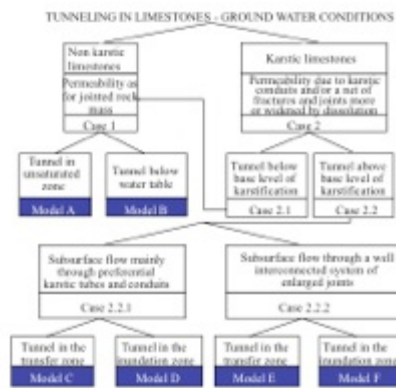 TUNNELING IN LIMESTONES - GROUND WATER CONDITIONS
Non karstic
limestones
Permeability as
for jointed rock
mass
Case 1
Karstic limestones
Permeability due to karstic
conduits and/or a net of
fractures and joints more
or widened by dissolution
Case 2
Tunnel in
unsaturated
zone
Model A
Tunnel below
water table
Model B
Tunnel below
base level of
karstification
Case 2.1
Tunnel above
base level of
karstification
Case 2.2
Subsurface flow mainly
through preferential
karstic tubes and conduits
Case 2.2.1
Subsurface flow through a well
interconnected system of
enlarged joints
Case 2.2.2
Tunnel in the
transfer zone
Model C
Tunnel in the
inundation zone
Model D
Tunnel in the
transfer zone
Model E
Tunnel in the
inundation zone
Model F